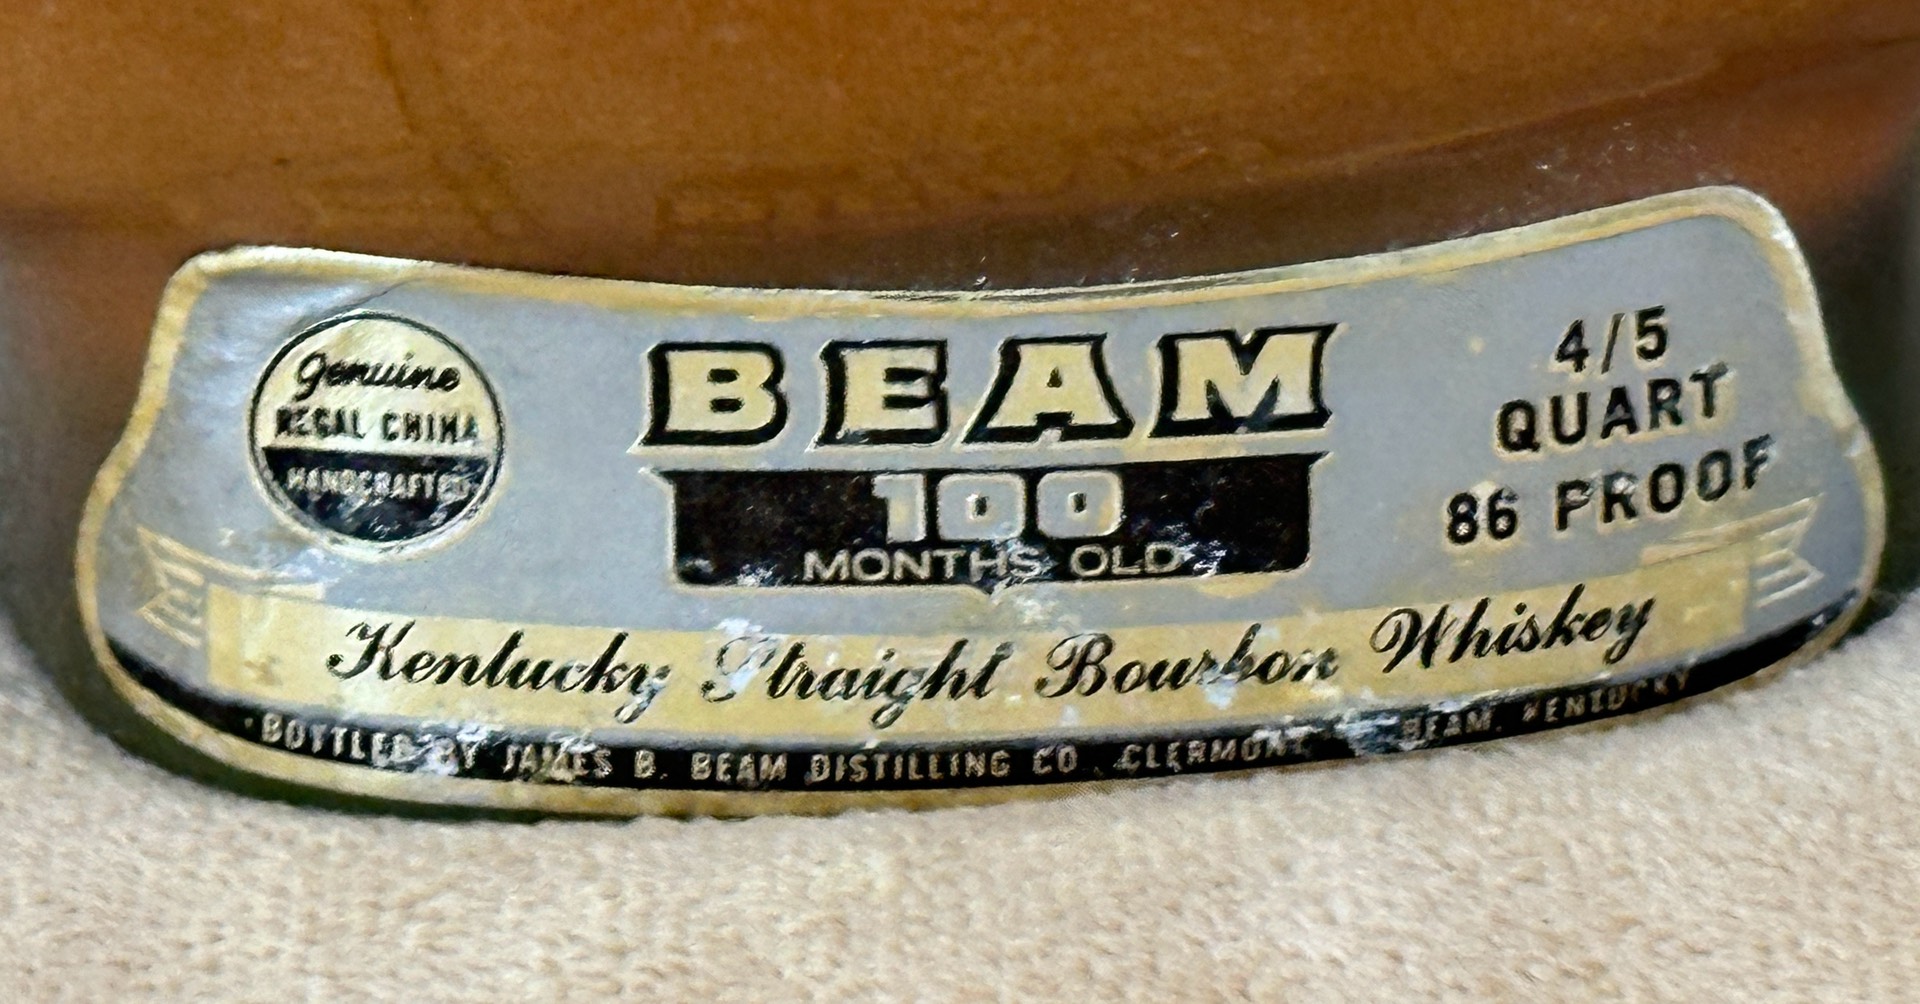 Genuine
REGAL CHINA
HANDCRAFTED
BEAM
100
MONTHS OLD
4/5
QUART
86 PROOF
Kentucky Straight Bourbon Whiskey
BOTTLED BY JAMES B. BEAM DISTILLING CO. CLERMONT BEAM, KENTUCKY